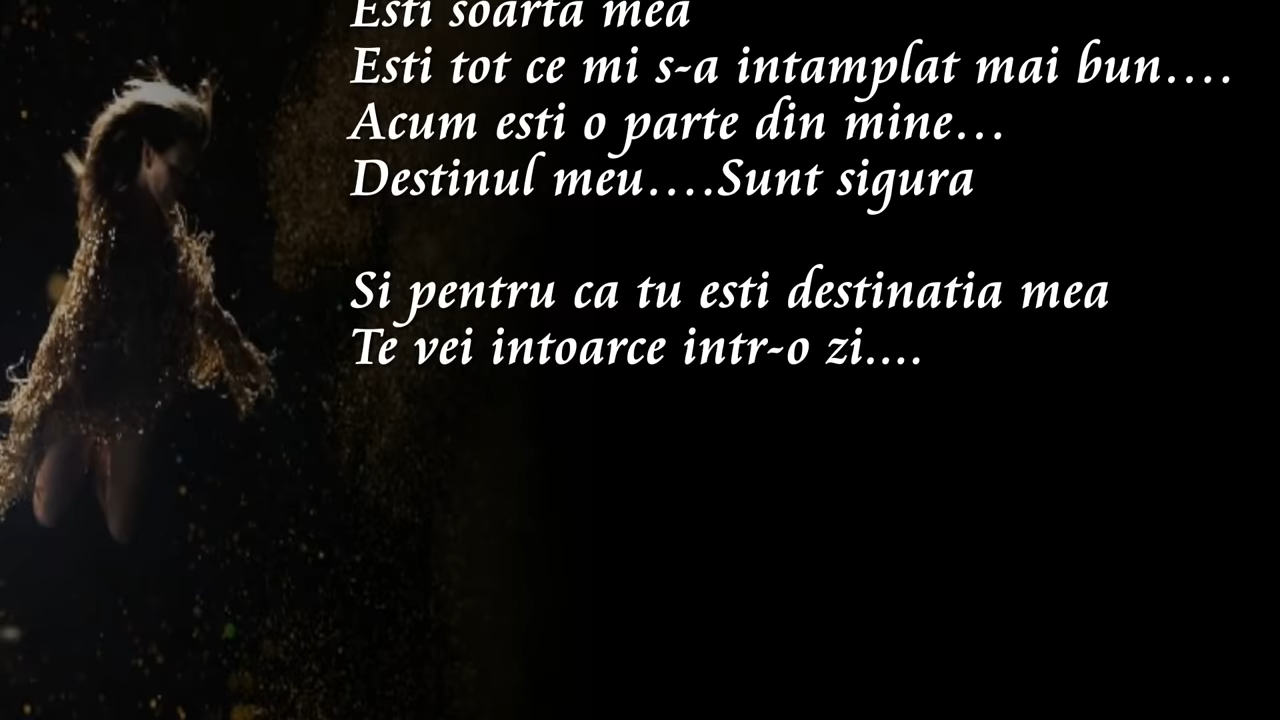 Esti soarta mea
Esti tot ce mi s-a intamplat mai bun....
Acum esti o parte din mine...
Destinul meu....Sunt sigura
Si pentru ca tu esti destinatia mea
Te vei intoarce intr-o zi....